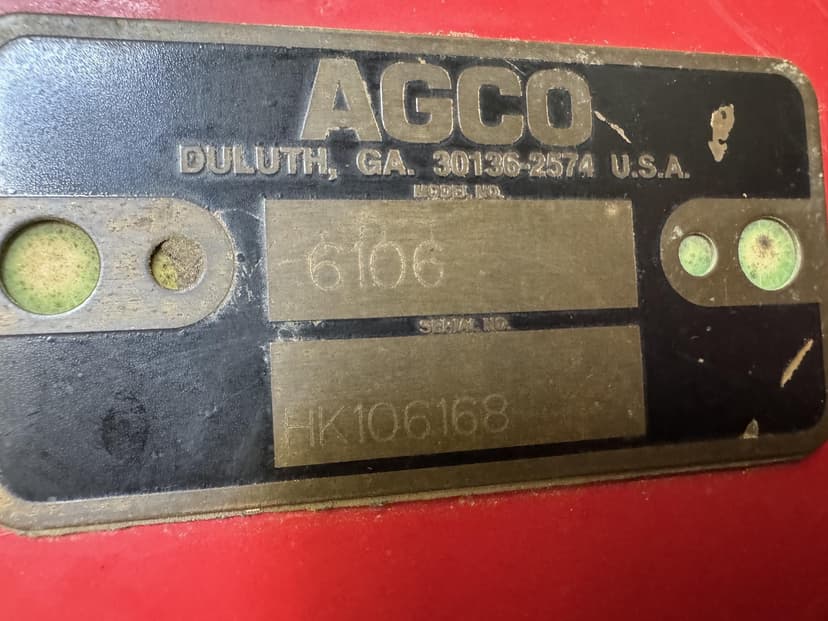 AGCO
DULUTH, GA. 30136-2574 U.S.A.
MODEL NO.
6106
SERIAL NO.
HK106168